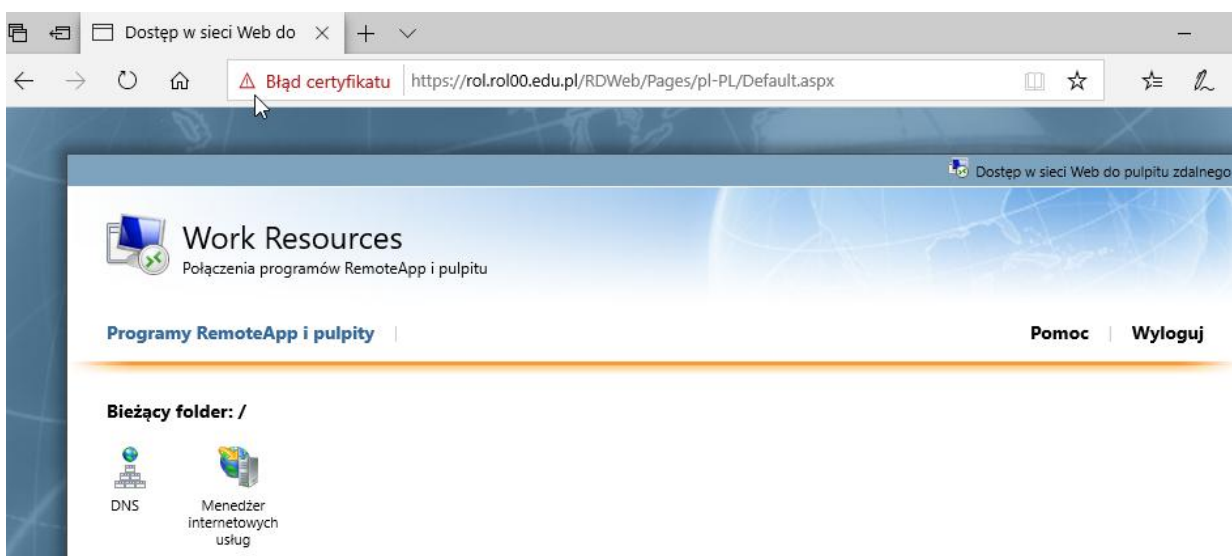 Dostęp w sieci Web do
Błąd certyfikatu https://rol.rol00.edu.pl/RDWeb/Pages/pl-PL/Default.aspx
Dostęp w sieci Web do pulpitu zdalnego
Work Resources
Połączenia programów RemoteApp i pulpitu
Programy RemoteApp i pulpity Pomoc Wyloguj
Bieżący folder: /
DNS
Menedżer
internetowych
usług